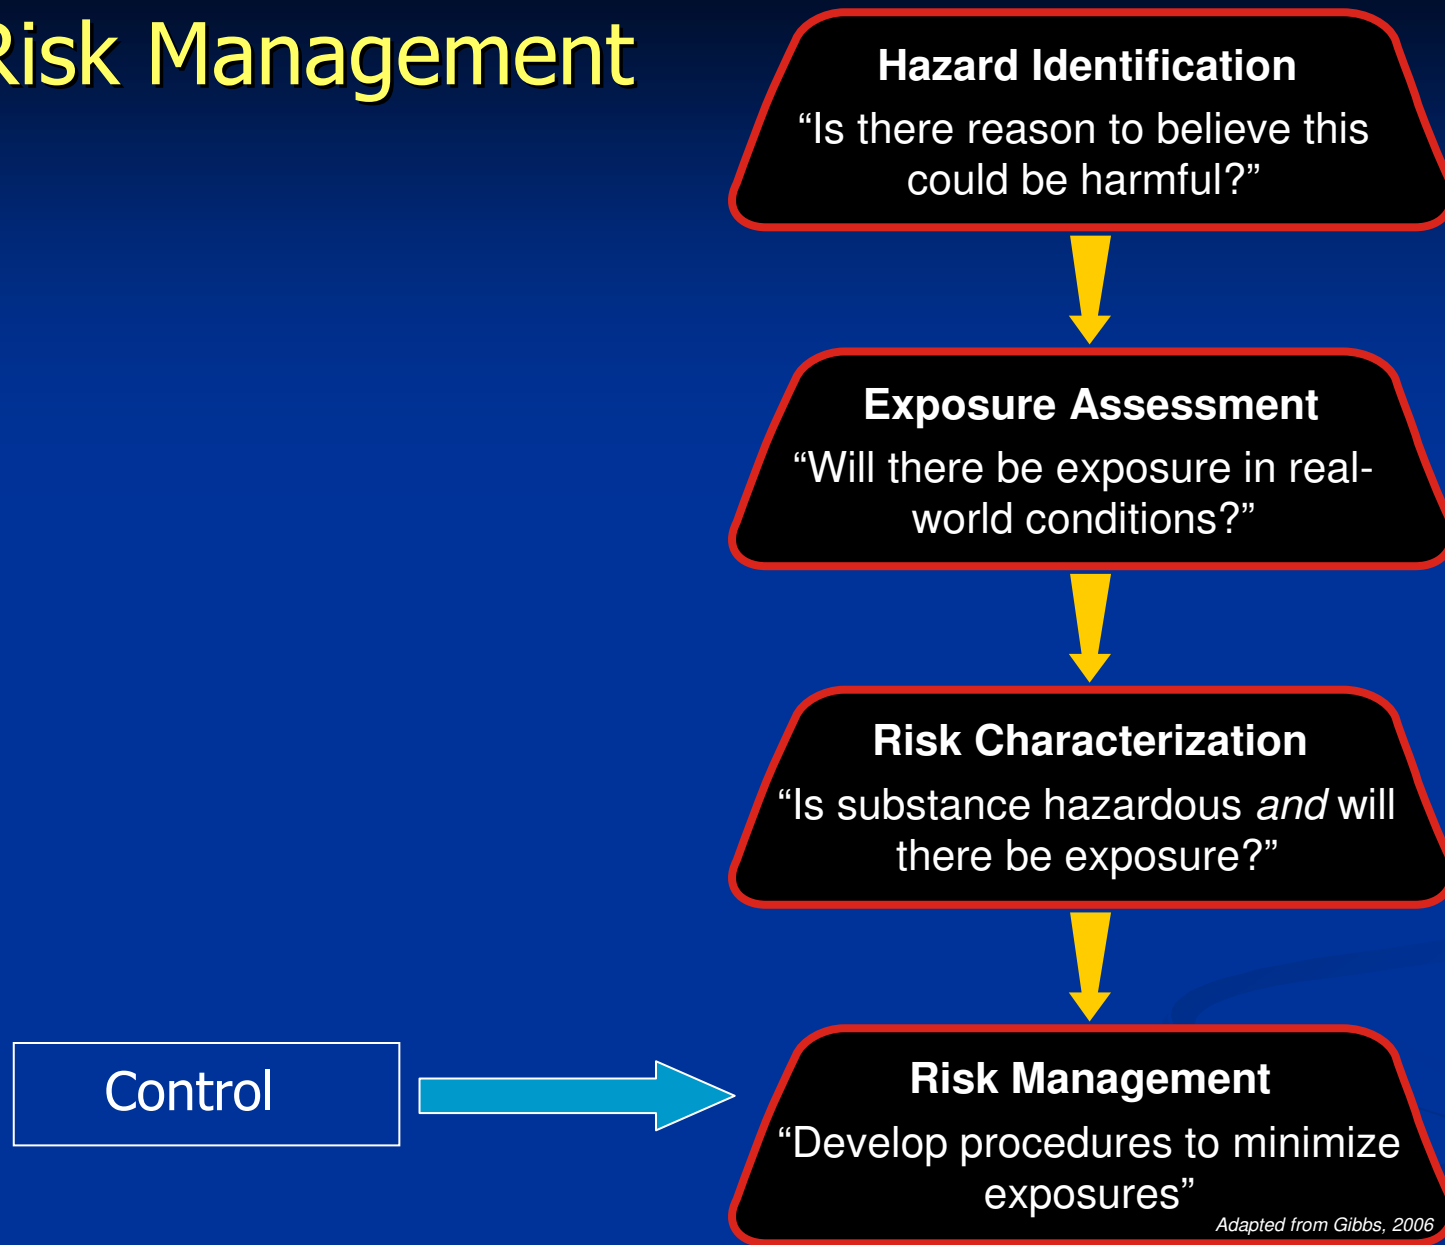 Risk Management
Hazard Identification
“Is there reason to believe this
could be harmful?”
Exposure Assessment
“Will there be exposure in real-
world conditions?”
Risk Characterization
“Is substance hazardous and will
there be exposure?”
Control
Risk Management
“Develop procedures to minimize
exposures”
Adapted from Gibbs, 2006